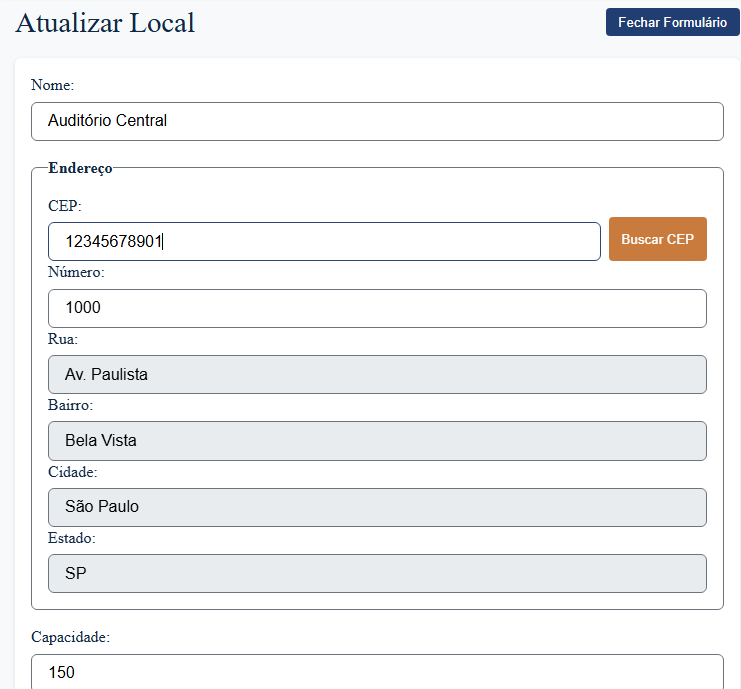 Atualizar Local
Fechar Formulário
Nome:
Auditório Central
Endereço
CEP:
12345678901
Buscar CEP
Número:
1000
Rua:
Av. Paulista
Bairro:
Bela Vista
Cidade:
São Paulo
Estado:
SP
Capacidade:
150